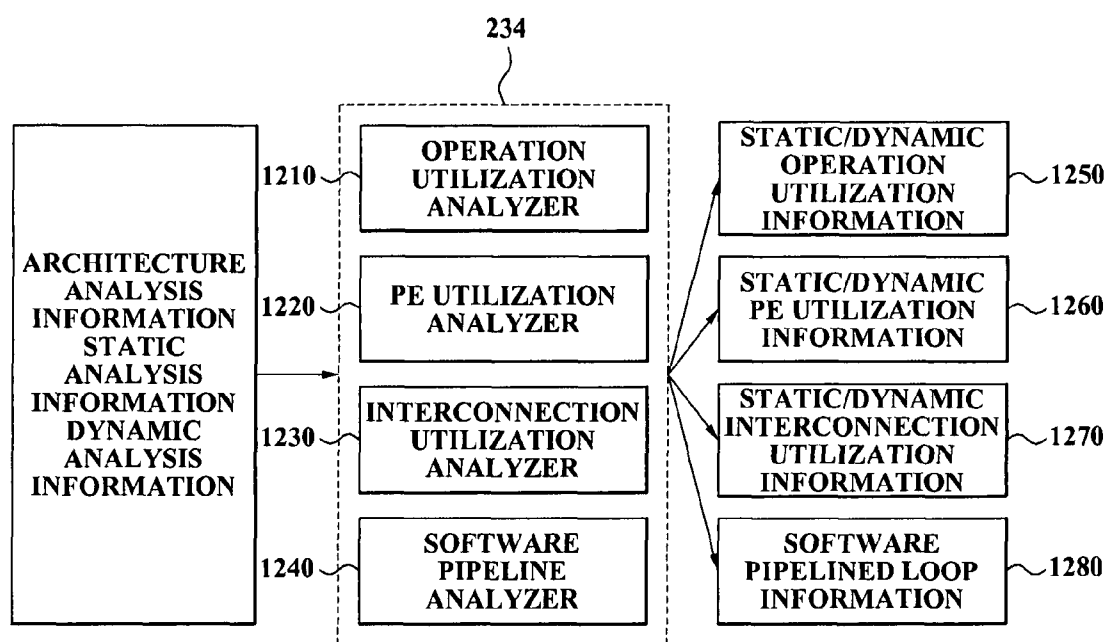 234
ARCHITECTURE
ANALYSIS
INFORMATION
STATIC
ANALYSIS
INFORMATION
DYNAMIC
ANALYSIS
INFORMATION
1210
OPERATION
UTILIZATION
ANALYZER
1220
PE UTILIZATION
ANALYZER
1230
INTERCONNECTION
UTILIZATION
ANALYZER
1240
SOFTWARE
PIPELINE
ANALYZER
STATIC/DYNAMIC
OPERATION
UTILIZATION
INFORMATION
1250
STATIC/DYNAMIC
PE UTILIZATION
INFORMATION
1260
STATIC/DYNAMIC
INTERCONNECTION
UTILIZATION
INFORMATION
1270
SOFTWARE
PIPELINED LOOP
INFORMATION
1280